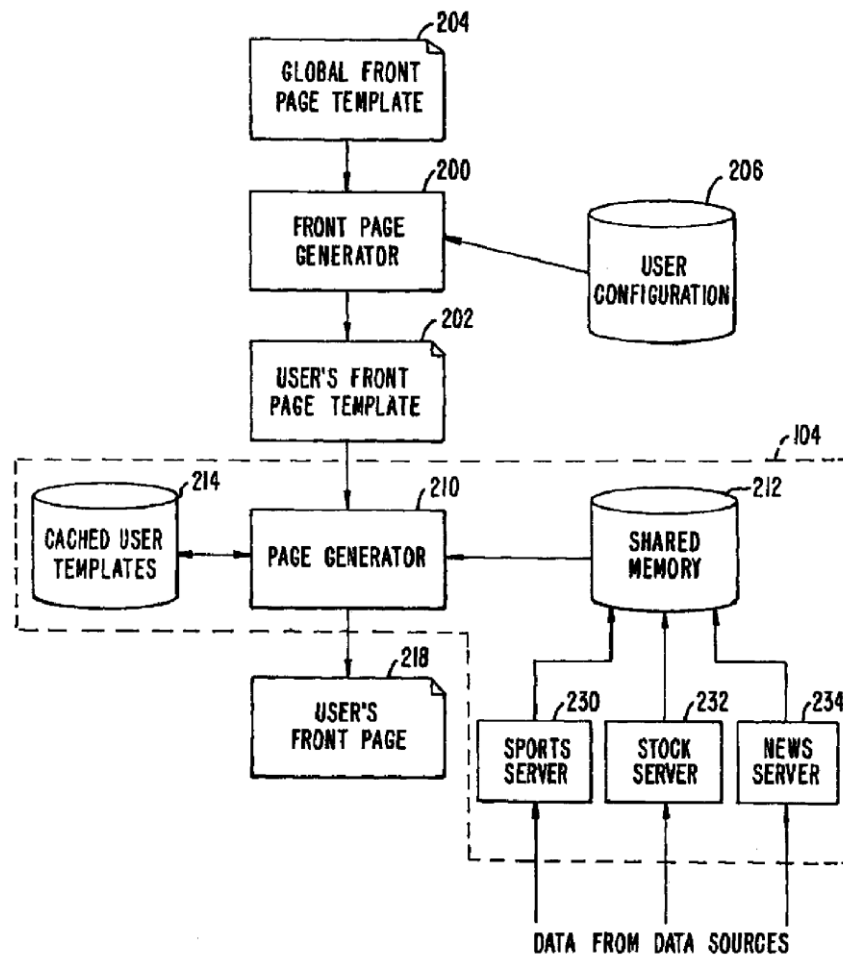 204
GLOBAL FRONT
PAGE TEMPLATE
200
FRONT PAGE
GENERATOR
206
USER
CONFIGURATION
202
USER'S FRONT
PAGE TEMPLATE
104
214
CACHED USER
TEMPLATES
210
PAGE GENERATOR
212
SHARED
MEMORY
218
USER'S
FRONT PAGE
230
SPORTS
SERVER
232
STOCK
SERVER
234
NEWS
SERVER
DATA FROM DATA SOURCES